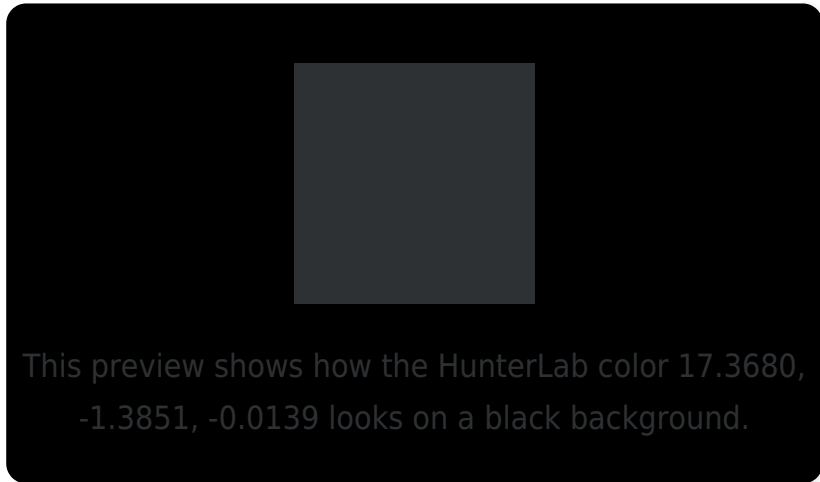 This preview shows how the HunterLab color 17.3680,
-1.3851, -0.0139 looks on a black background.